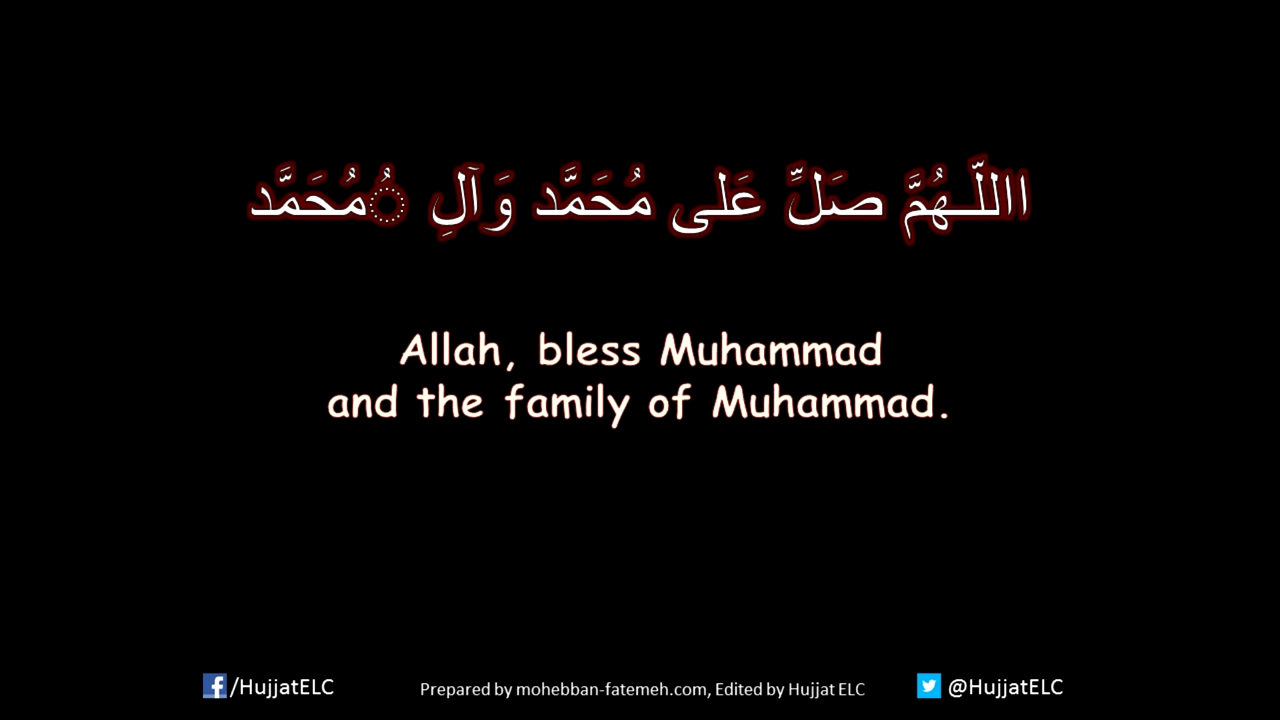 االلّـهُمَّ صَلِّ عَلى مُحَمَّد وَآلِ ُمُحَمَّد
Allah, bless Muhammad
and the family of Muhammad.
/HujjatELC
Prepared by mohebban-fatemeh.com, Edited by Hujjat ELC
@HujjatELC